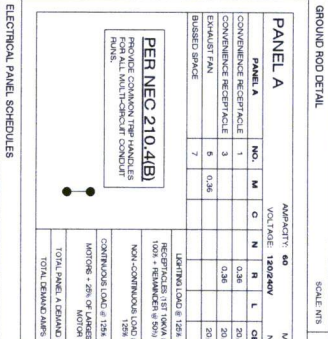 GROUND ROD DETAIL
SCALE: NTS
PANEL A
AMPACITY: 60
VOLTAGE: 120/240V
PANEL A NO. M C N R L
CONVENIENCE RECEPTACLE 1 0.36 20
CONVENIENCE RECEPTACLE 3 0.36 20
EXHAUST FAN 5 0.36 20
BUSSED SPACE 7
PER NEC 210.4(B)
PROVIDE COMMON TRIP HANDLES
FOR ALL MULTI-CIRCUIT CONDUIT
RUNS.
LIGHTING LOAD @ 125%
RECEPTACLES (1ST 10KVA
100% + REMAINDER @ 50%)
NON-CONTINUOUS LOAD
125%
CONTINUOUS LOAD @ 125%
MOTORS + 25% OF LARGES
MOTOR
TOTAL PANEL A DEMAND
TOTAL DEMAND AMPS
ELECTRICAL PANEL SCHEDULES